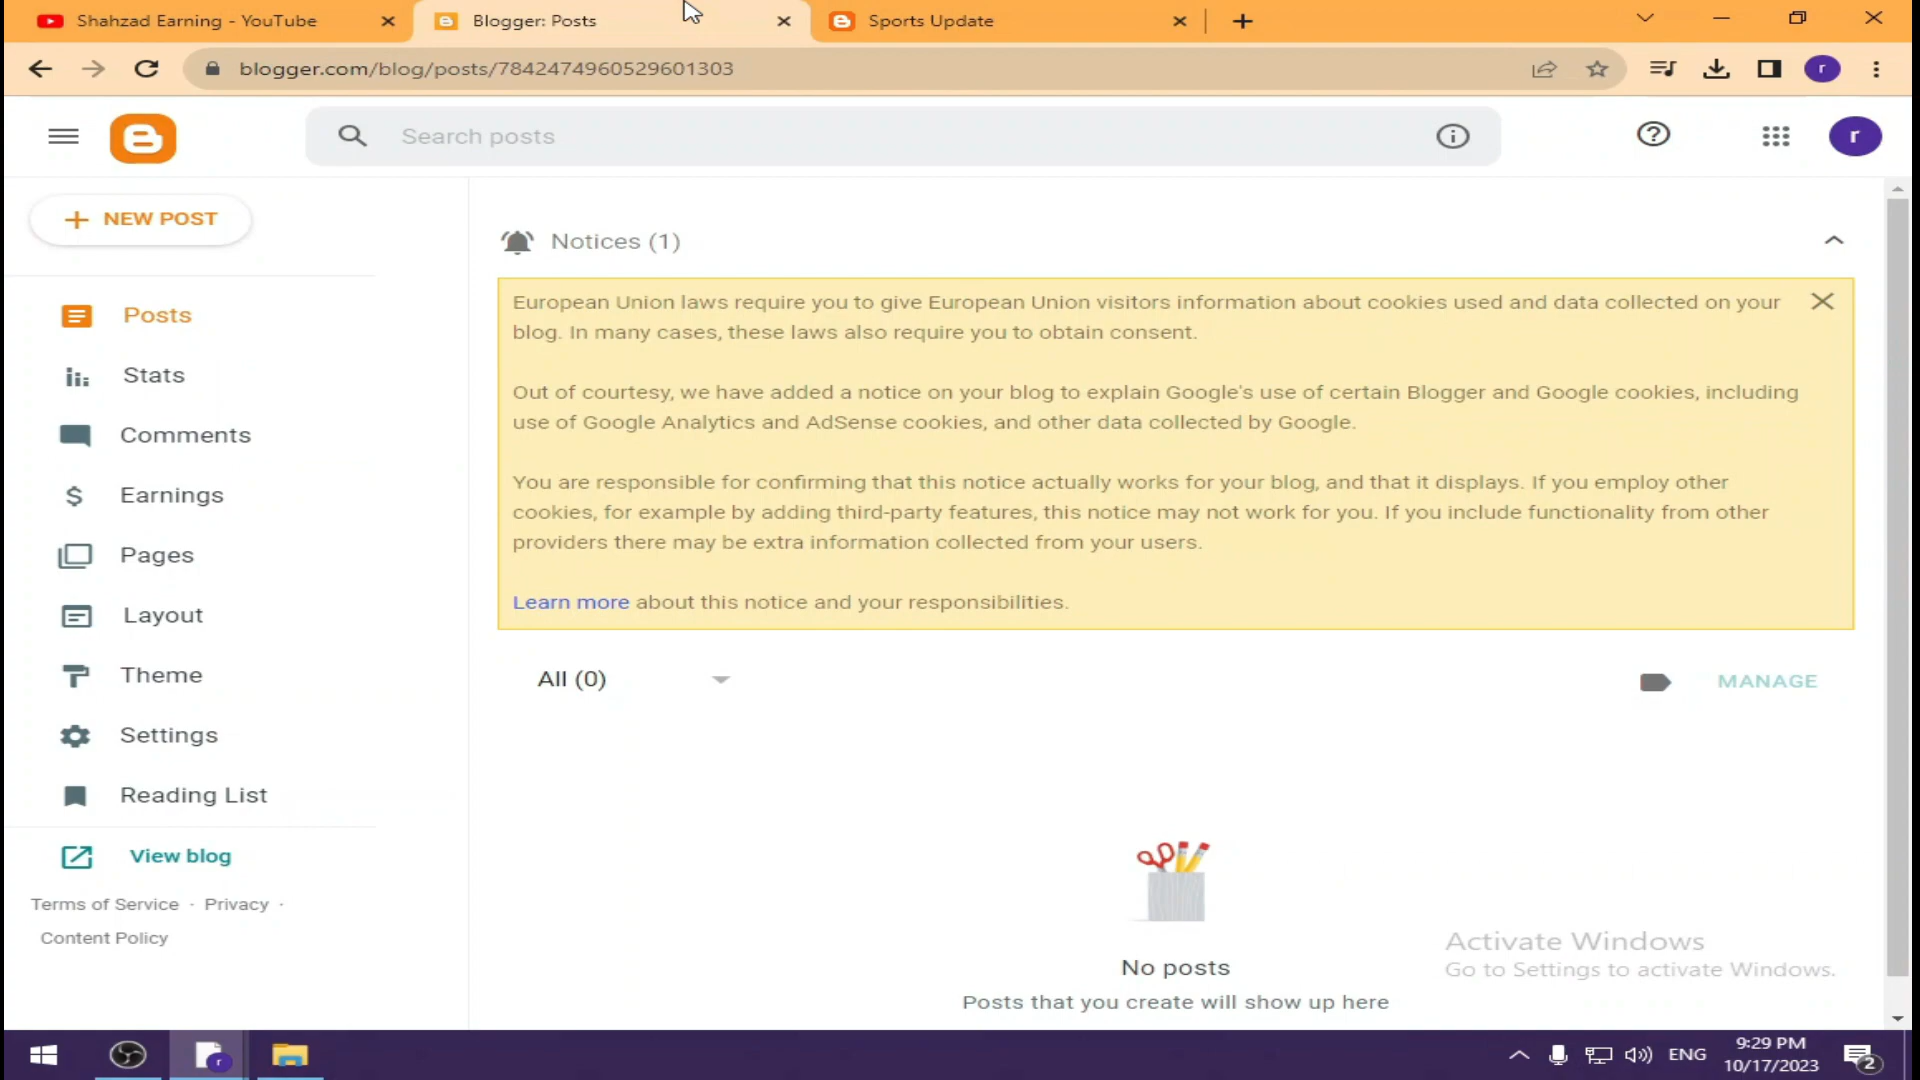 Shahzad Earning - YouTube
Blogger: Posts
Sports Update
blogger.com/blog/posts/7842474960529601303
r
Search posts
r
NEW POST
Posts
Stats
Comments
Earnings
Pages
Layout
Theme
Settings
Reading List
View blog
Terms of Service · Privacy ·
Content Policy
Notices (1)
European Union laws require you to give European Union visitors information about cookies used and data collected on your
blog. In many cases, these laws also require you to obtain consent.
Out of courtesy, we have added a notice on your blog to explain Google's use of certain Blogger and Google cookies, including
use of Google Analytics and AdSense cookies, and other data collected by Google.
You are responsible for confirming that this notice actually works for your blog, and that it displays. If you employ other
cookies, for example by adding third-party features, this notice may not work for you. If you include functionality from other
providers there may be extra information collected from your users.
Learn more about this notice and your responsibilities.
All (0)
MANAGE
No posts
Posts that you create will show up here
Activate Windows
Go to Settings to activate Windows.
r
ENG
9:29 PM
10/17/2023
2